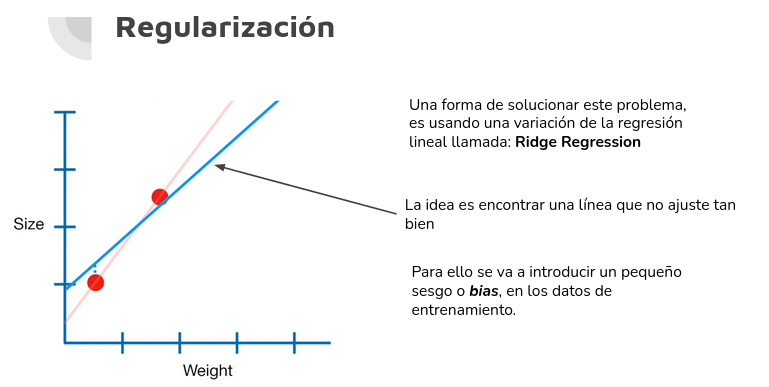 Regularización
Una forma de solucionar este problema,
es usando una variación de la regresión
lineal llamada: Ridge Regression
La idea es encontrar una línea que no ajuste tan
bien
Para ello se va a introducir un pequeño
sesgo o bias, en los datos de
entrenamiento.
Size
Weight